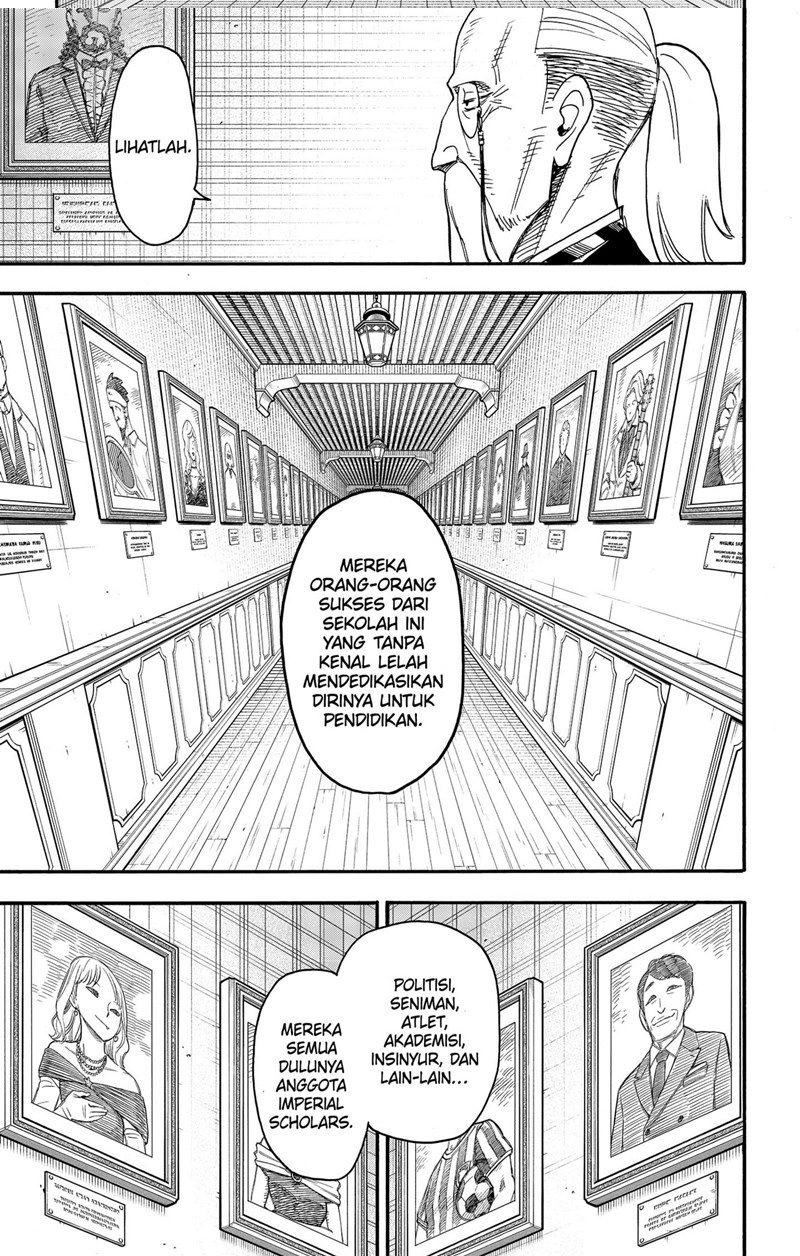 LIHATLAH.
MEREKA
ORANG-ORANG
SUKSES DARI
SEKOLAH INI
YANG TANPA
KENAL LELAH
MENDEDIKASIKAN
DIRINYA UNTUK
PENDIDIKAN.
POLITISI,
SENIMAN,
ATLET,
AKADEMISI,
INSINYUR, DAN
LAIN-LAIN...
MEREKA
SEMUA
DULUNYA
ANGGOTA
IMPERIAL
SCHOLARS.